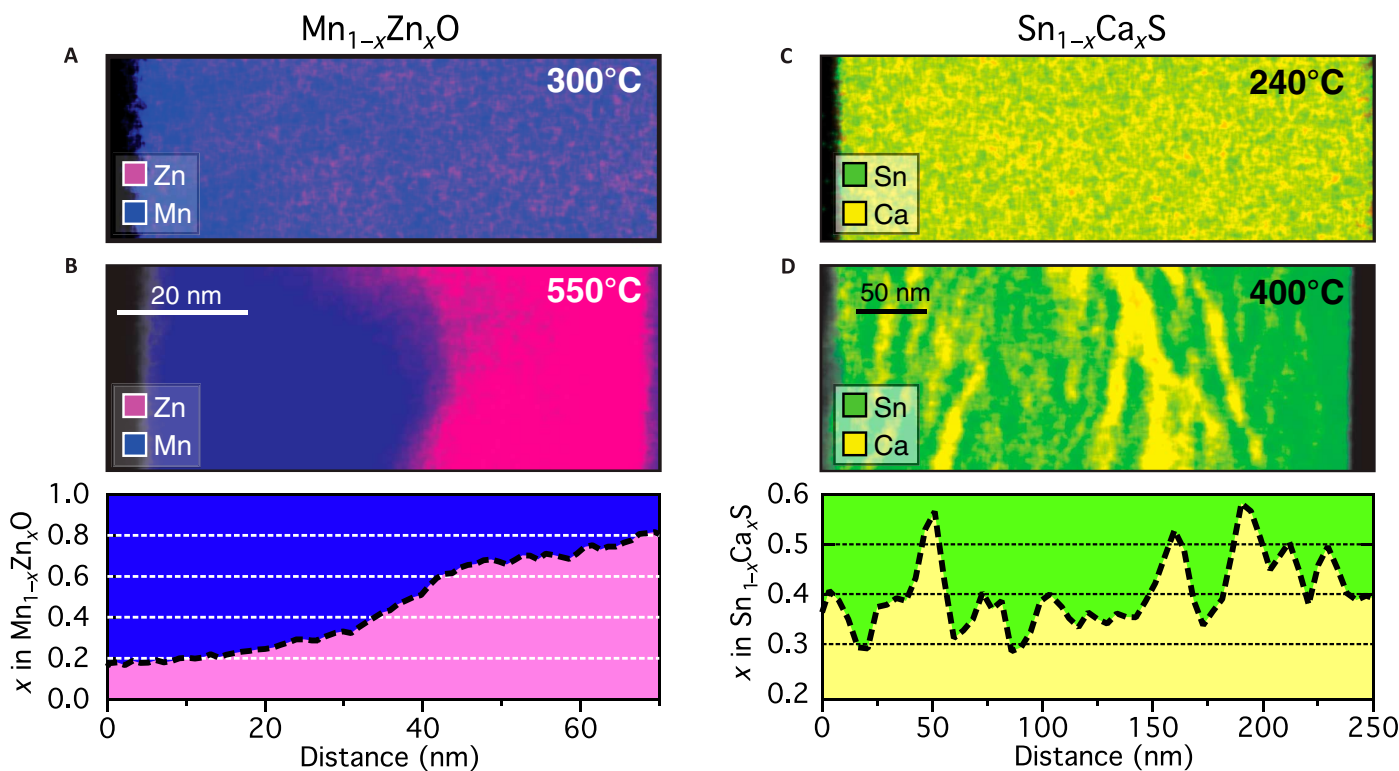 Mn1−xZnxO
Sn1−xCaxS
A
300°C
Zn
Mn
C
240°C
Sn
Ca
B
20 nm
550°C
Zn
Mn
D
50 nm
400°C
Sn
Ca
x in Mn1−xZnxO
1.0
0.8
0.6
0.4
0.2
0.0
0 20 40 60
Distance (nm)
x in Sn1−xCaxS
0.6
0.5
0.4
0.3
0.2
0 50 100 150 200 250
Distance (nm)